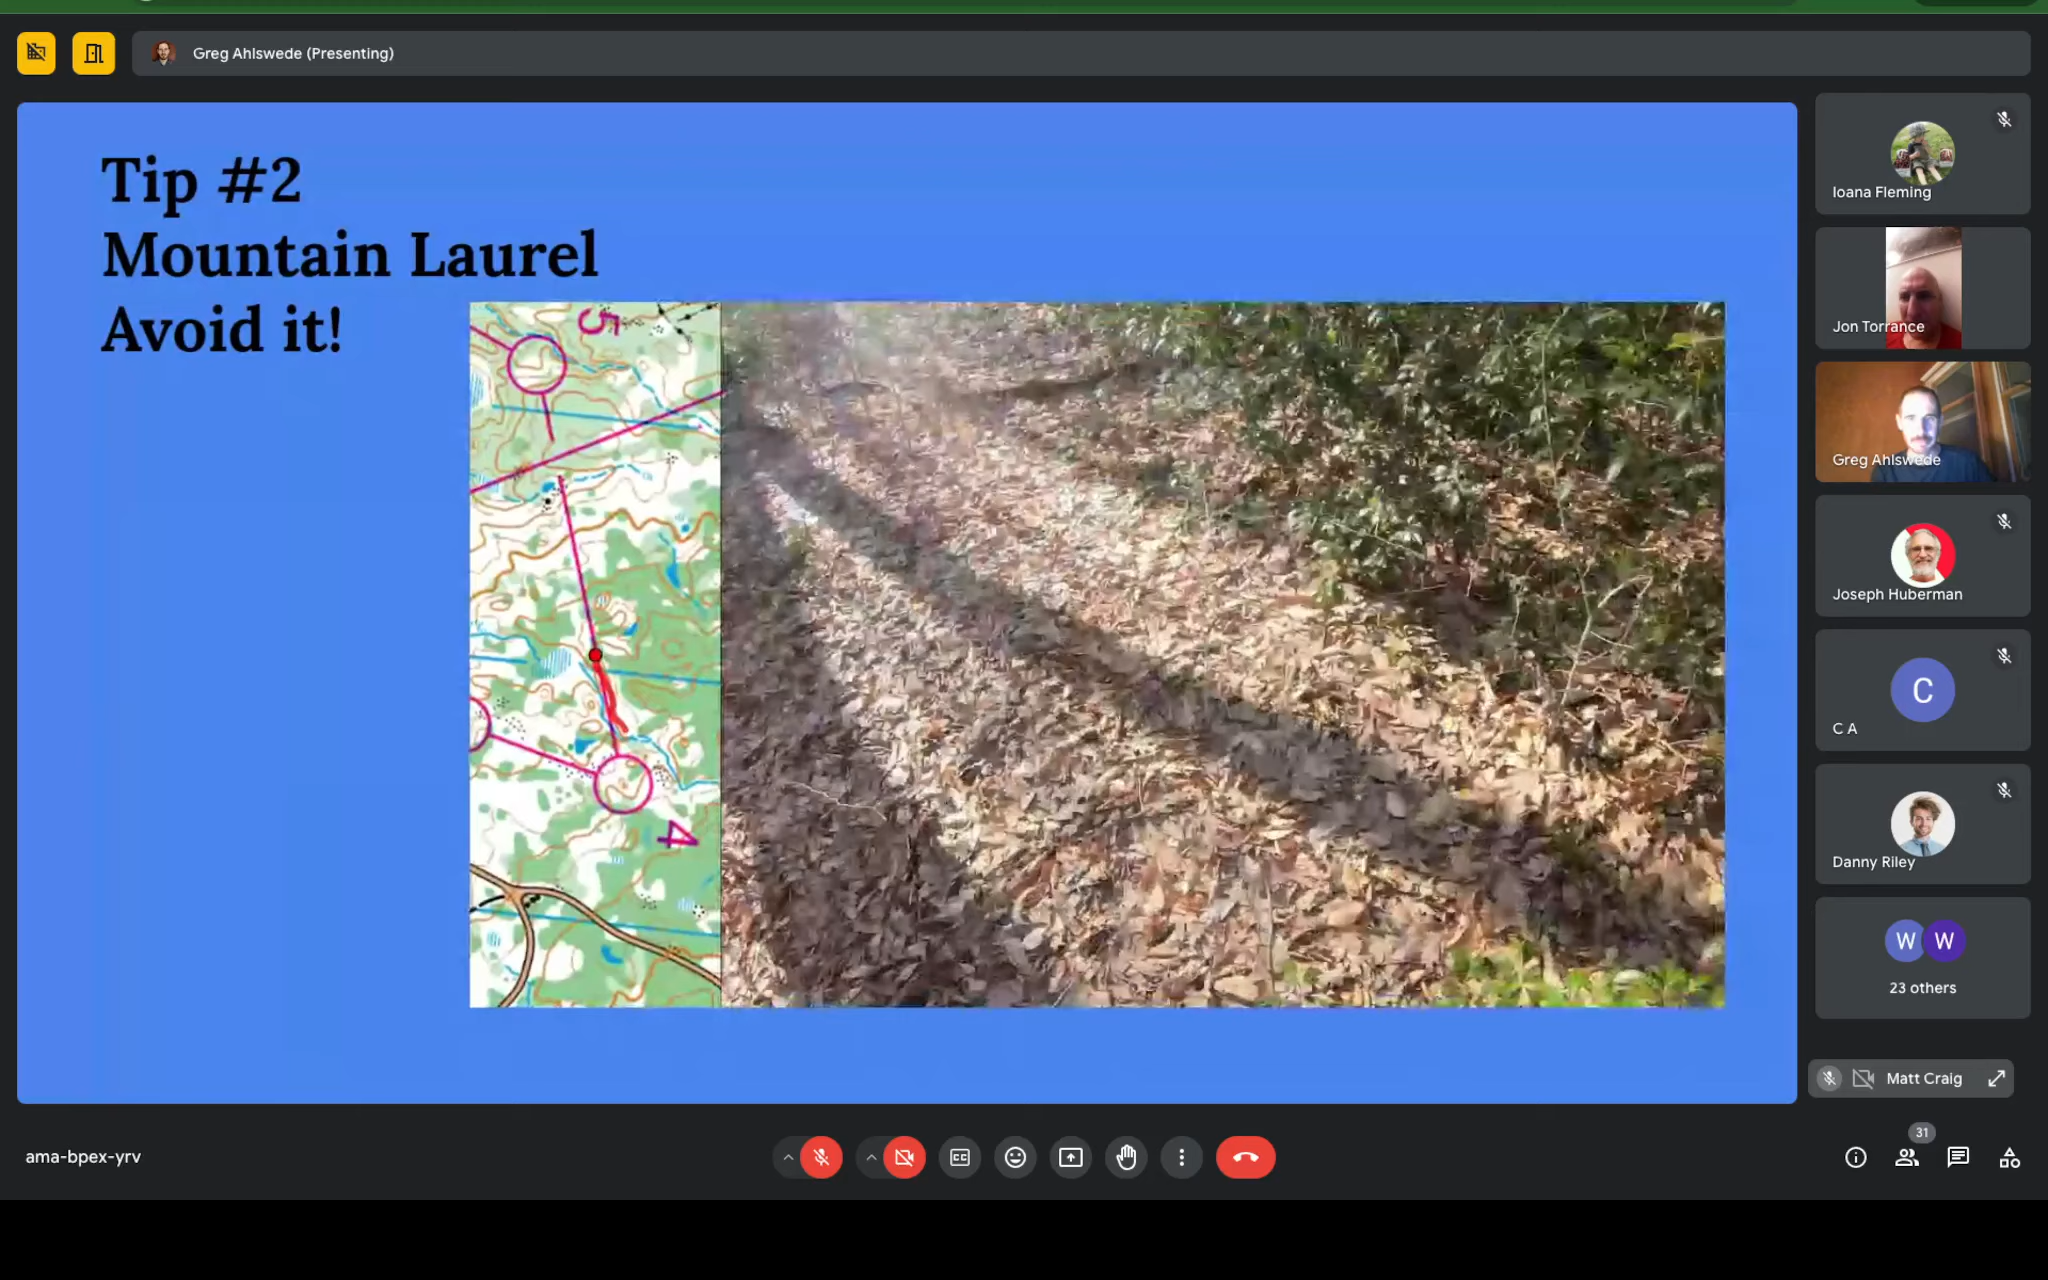 Greg Ahlswede (Presenting)
Tip #2
Mountain Laurel
Avoid it!
5
4
Ioana Fleming
Jon Torrance
Greg Ahlswede
Joseph Huberman
C
C A
Danny Riley
W W
23 others
Matt Craig
ama-bpex-yrv
CC
31